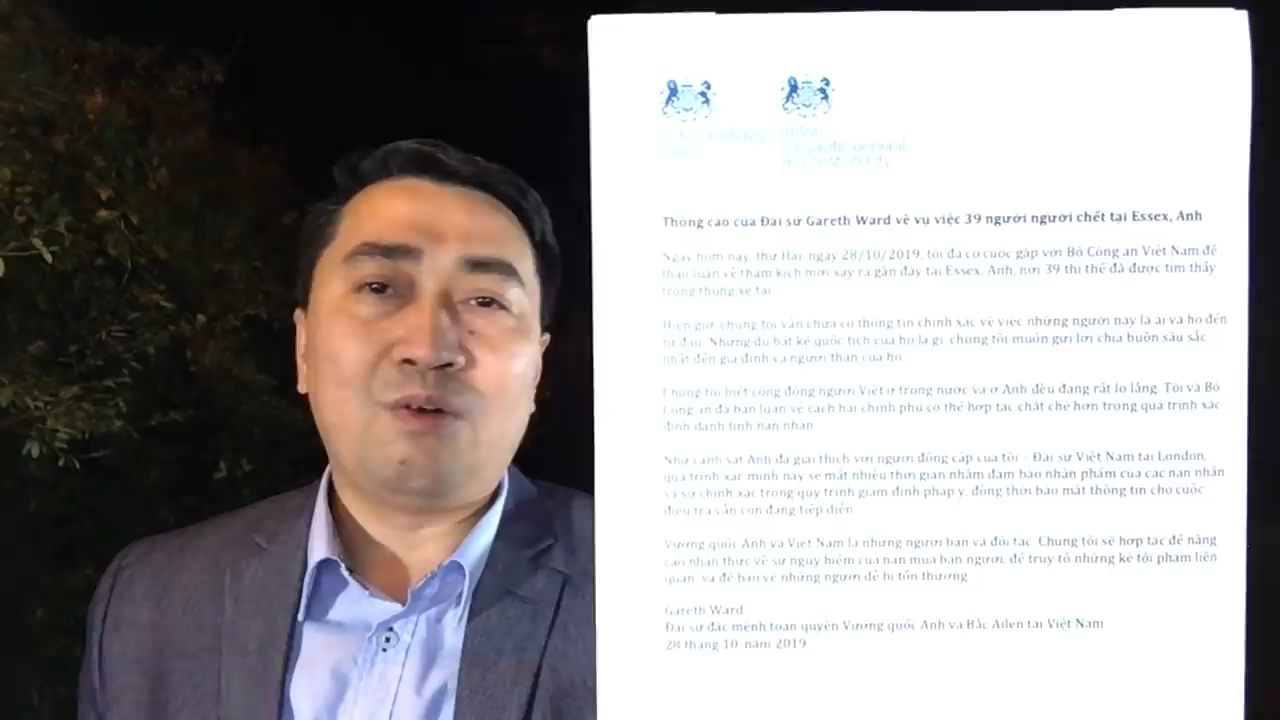 Thông cáo của Đại sứ Gareth Ward về vụ việc 39 người người chết tại Essex, Anh
Ngày hôm nay, thứ Hai, ngày 28/10/2019, tôi đã có cuộc gặp với Bộ Công an Việt Nam để
thảo luận về thảm kịch mới xảy ra gần đây tại Essex, Anh, nơi 39 thi thể đã được tìm thấy
trong thùng xe tải
Hiện giờ, chúng tôi vẫn chưa có thông tin chính xác về việc những người này là ai và họ đến
từ đâu. Nhưng dù bất kể quốc tịch của họ là gì, chúng tôi muốn gửi lời chia buồn sâu sắc
nhất đến gia đình và người thân của họ
Chúng tôi biết cộng đồng người Việt ở trong nước và ở Anh đều đang rất lo lắng. Tôi và Bộ
Công an đã bàn luận về cách hai chính phủ có thể hợp tác chặt chẽ hơn trong quá trình xác
định danh tính nạn nhân
Như cảnh sát Anh đã giải thích với người đồng cấp của tôi - Đại sứ Việt Nam tại London,
quá trình xác minh này sẽ mất nhiều thời gian nhằm đảm bảo nhân phẩm của các nạn nhân
và sự chính xác trong quy trình giám định pháp y, đồng thời bảo mật thông tin cho cuộc
điều tra vẫn còn đang tiếp diễn
Vương quốc Anh và Việt Nam là những người bạn và đối tác. Chúng tôi sẽ hợp tác để nâng
cao nhận thức về sự nguy hiểm của nạn mua bán người, để truy tố những kẻ tội phạm liên
quan, và để bảo vệ những người dễ bị tổn thương
Gareth Ward
Đại sứ đặc mệnh toàn quyền Vương quốc Anh và Bắc Ailen tại Việt Nam
28 tháng 10 năm 2019